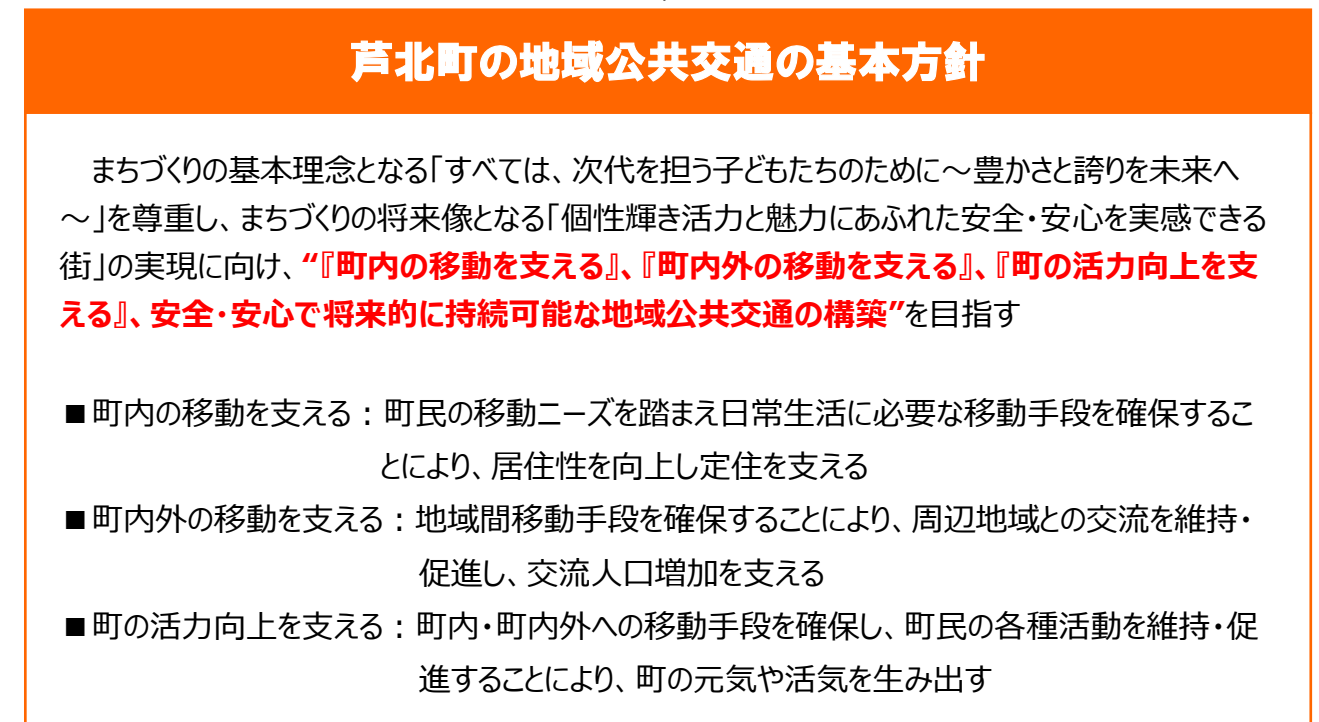 芦北町の地域公共交通の基本方針
まちづくりの基本理念となる「すべては、次代を担う子どもたちのために～豊かさと誇りを未来へ
～」を尊重し、まちづくりの将来像となる「個性輝き活力と魅力にあふれた安全・安心を実感できる
街」の実現に向け、“『町内の移動を支える』、『町内外の移動を支える』、『町の活力向上を支
える』、安全・安心で将来的に持続可能な地域公共交通の構築”を目指す
■町内の移動を支える：町民の移動ニーズを踏まえ日常生活に必要な移動手段を確保するこ
とにより、居住性を向上し定住を支える
■町内外の移動を支える：地域間移動手段を確保することにより、周辺地域との交流を維持・
促進し、交流人口増加を支える
■町の活力向上を支える：町内・町内外への移動手段を確保し、町民の各種活動を維持・促
進することにより、町の元気や活気を生み出す